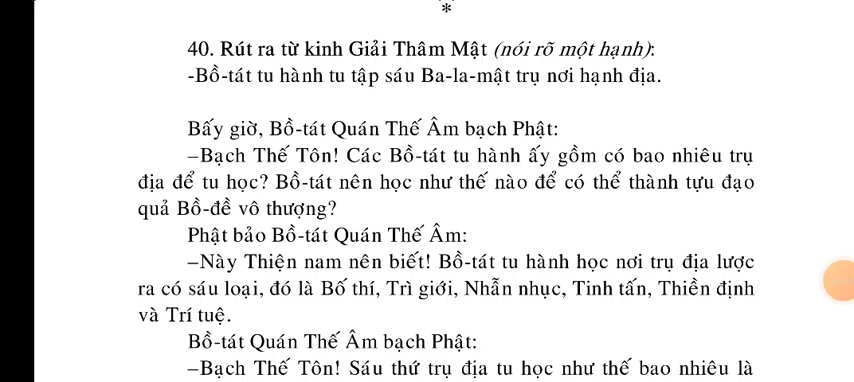 *
40. Rút ra từ kinh Giải Thâm Mật (nói rõ một hạnh):
-Bồ-tát tu hành tu tập sáu Ba-la-mật trụ nơi hạnh địa.
Bấy giờ, Bồ-tát Quán Thế Âm bạch Phật:
–Bạch Thế Tôn! Các Bồ-tát tu hành ấy gồm có bao nhiêu trụ
địa để tu học? Bồ-tát nên học như thế nào để có thể thành tựu đạo
quả Bồ-đề vô thượng?
Phật bảo Bồ-tát Quán Thế Âm:
–Này Thiện nam nên biết! Bồ-tát tu hành học nơi trụ địa lược
ra có sáu loại, đó là Bố thí, Trì giới, Nhẫn nhục, Tinh tấn, Thiền định
và Trí tuệ.
Bồ-tát Quán Thế Âm bạch Phật:
–Bạch Thế Tôn! Sáu thứ trụ địa tu học như thế bao nhiêu là